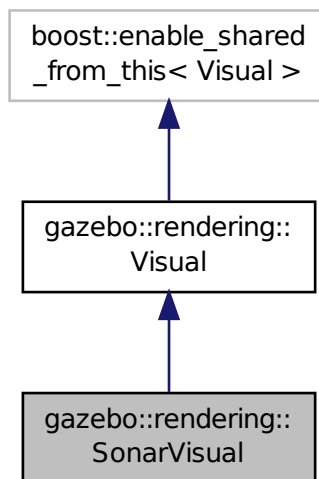 boost::enable_shared
_from_this< Visual >
gazebo::rendering::
Visual
gazebo::rendering::
SonarVisual